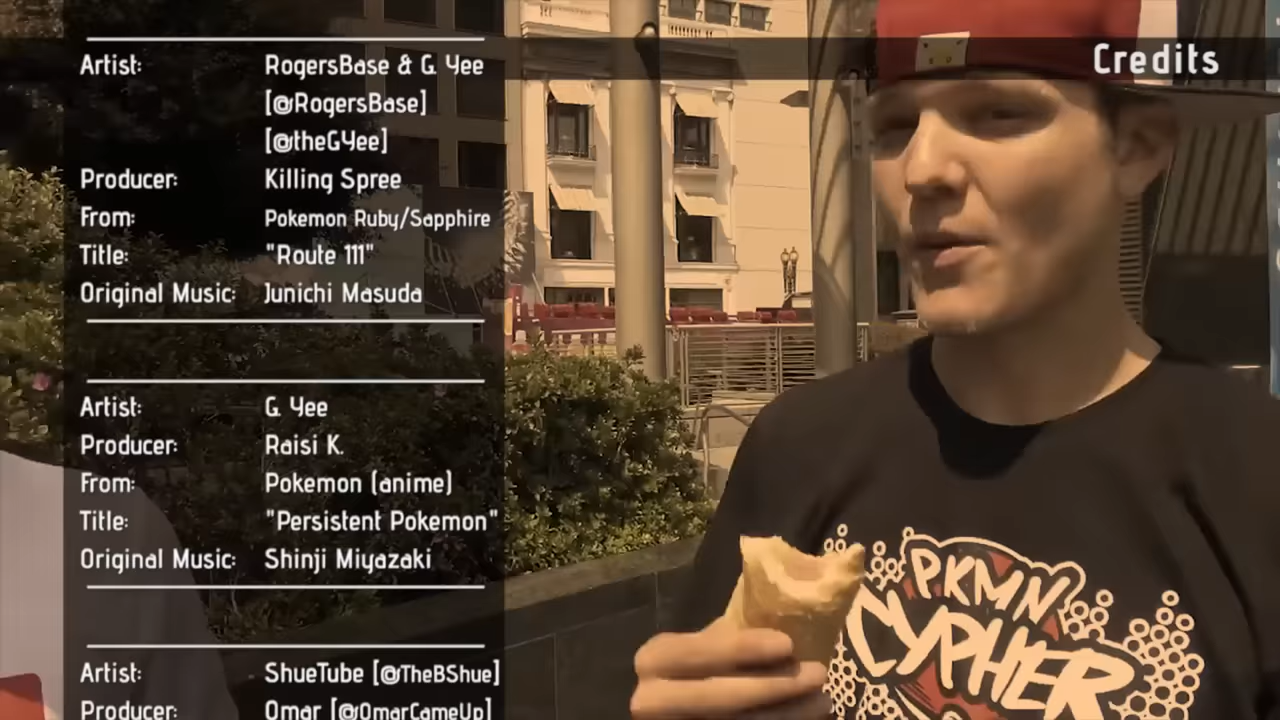 Credits
Artist: RogersBase & G. Yee
[@RogersBase]
[@theGYee]
Producer: Killing Spree
From: Pokemon Ruby/Sapphire
Title: "Route 111"
Original Music: Junichi Masuda
Artist: G. Yee
Producer: Raisi K.
From: Pokemon (anime)
Title: "Persistent Pokemon"
Original Music: Shinji Miyazaki
Artist: ShueTube [@TheBShue]
Producer: Omar [@OmarCameUp]
PKMN
CYPHER